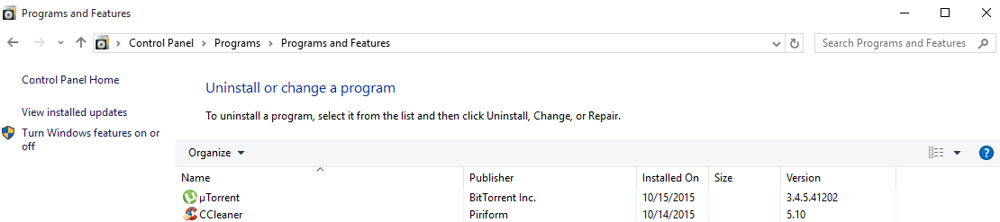 Programs and Features
Control Panel > Programs > Programs and Features
Search Programs and Features
Control Panel Home
View installed updates
Turn Windows features on or
off
Uninstall or change a program
To uninstall a program, select it from the list and then click Uninstall, Change, or Repair.
Organize
Name Publisher Installed On Size Version
µTorrent BitTorrent Inc. 10/15/2015 3.4.5.41202
CCleaner Piriform 10/14/2015 5.10